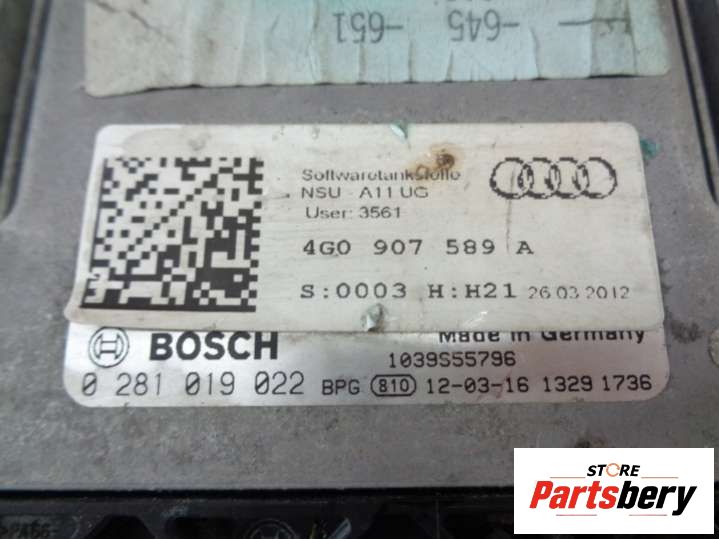 -651 -645
Softwaretankstelle
NSU - A11 UG
User: 3561
4G0 907 589 A
S:0003 H:H21 26.03.2012
BOSCH Made in Germany
1039S55796
0 281 019 022 BPG 810 12-03-16 1329 1736
STORE
Partsbery